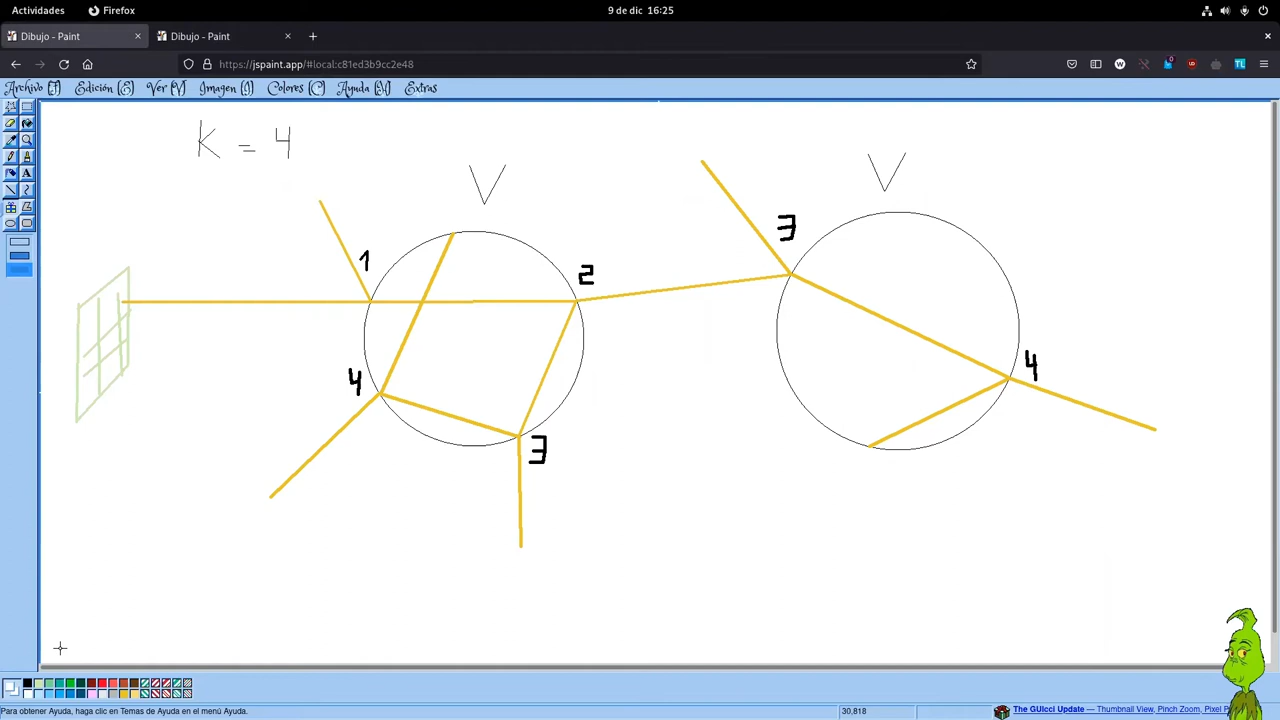 Actividades Firefox 9 de dic 16:25
Dibujo - Paint Dibujo - Paint
https://jspaint.app/#local:c81ed3b9cc2e48
Archivo (F) Edición (E) Ver (V) Imagen (I) Colores (C) Ayuda (H) Extras
K = 4
V
V
3
1
2
4
4
3
Para obtener Ayuda, haga clic en Temas de Ayuda en el menú Ayuda. 30,818 The GUIcci Update — Thumbnail View, Pinch Zoom, Pixel